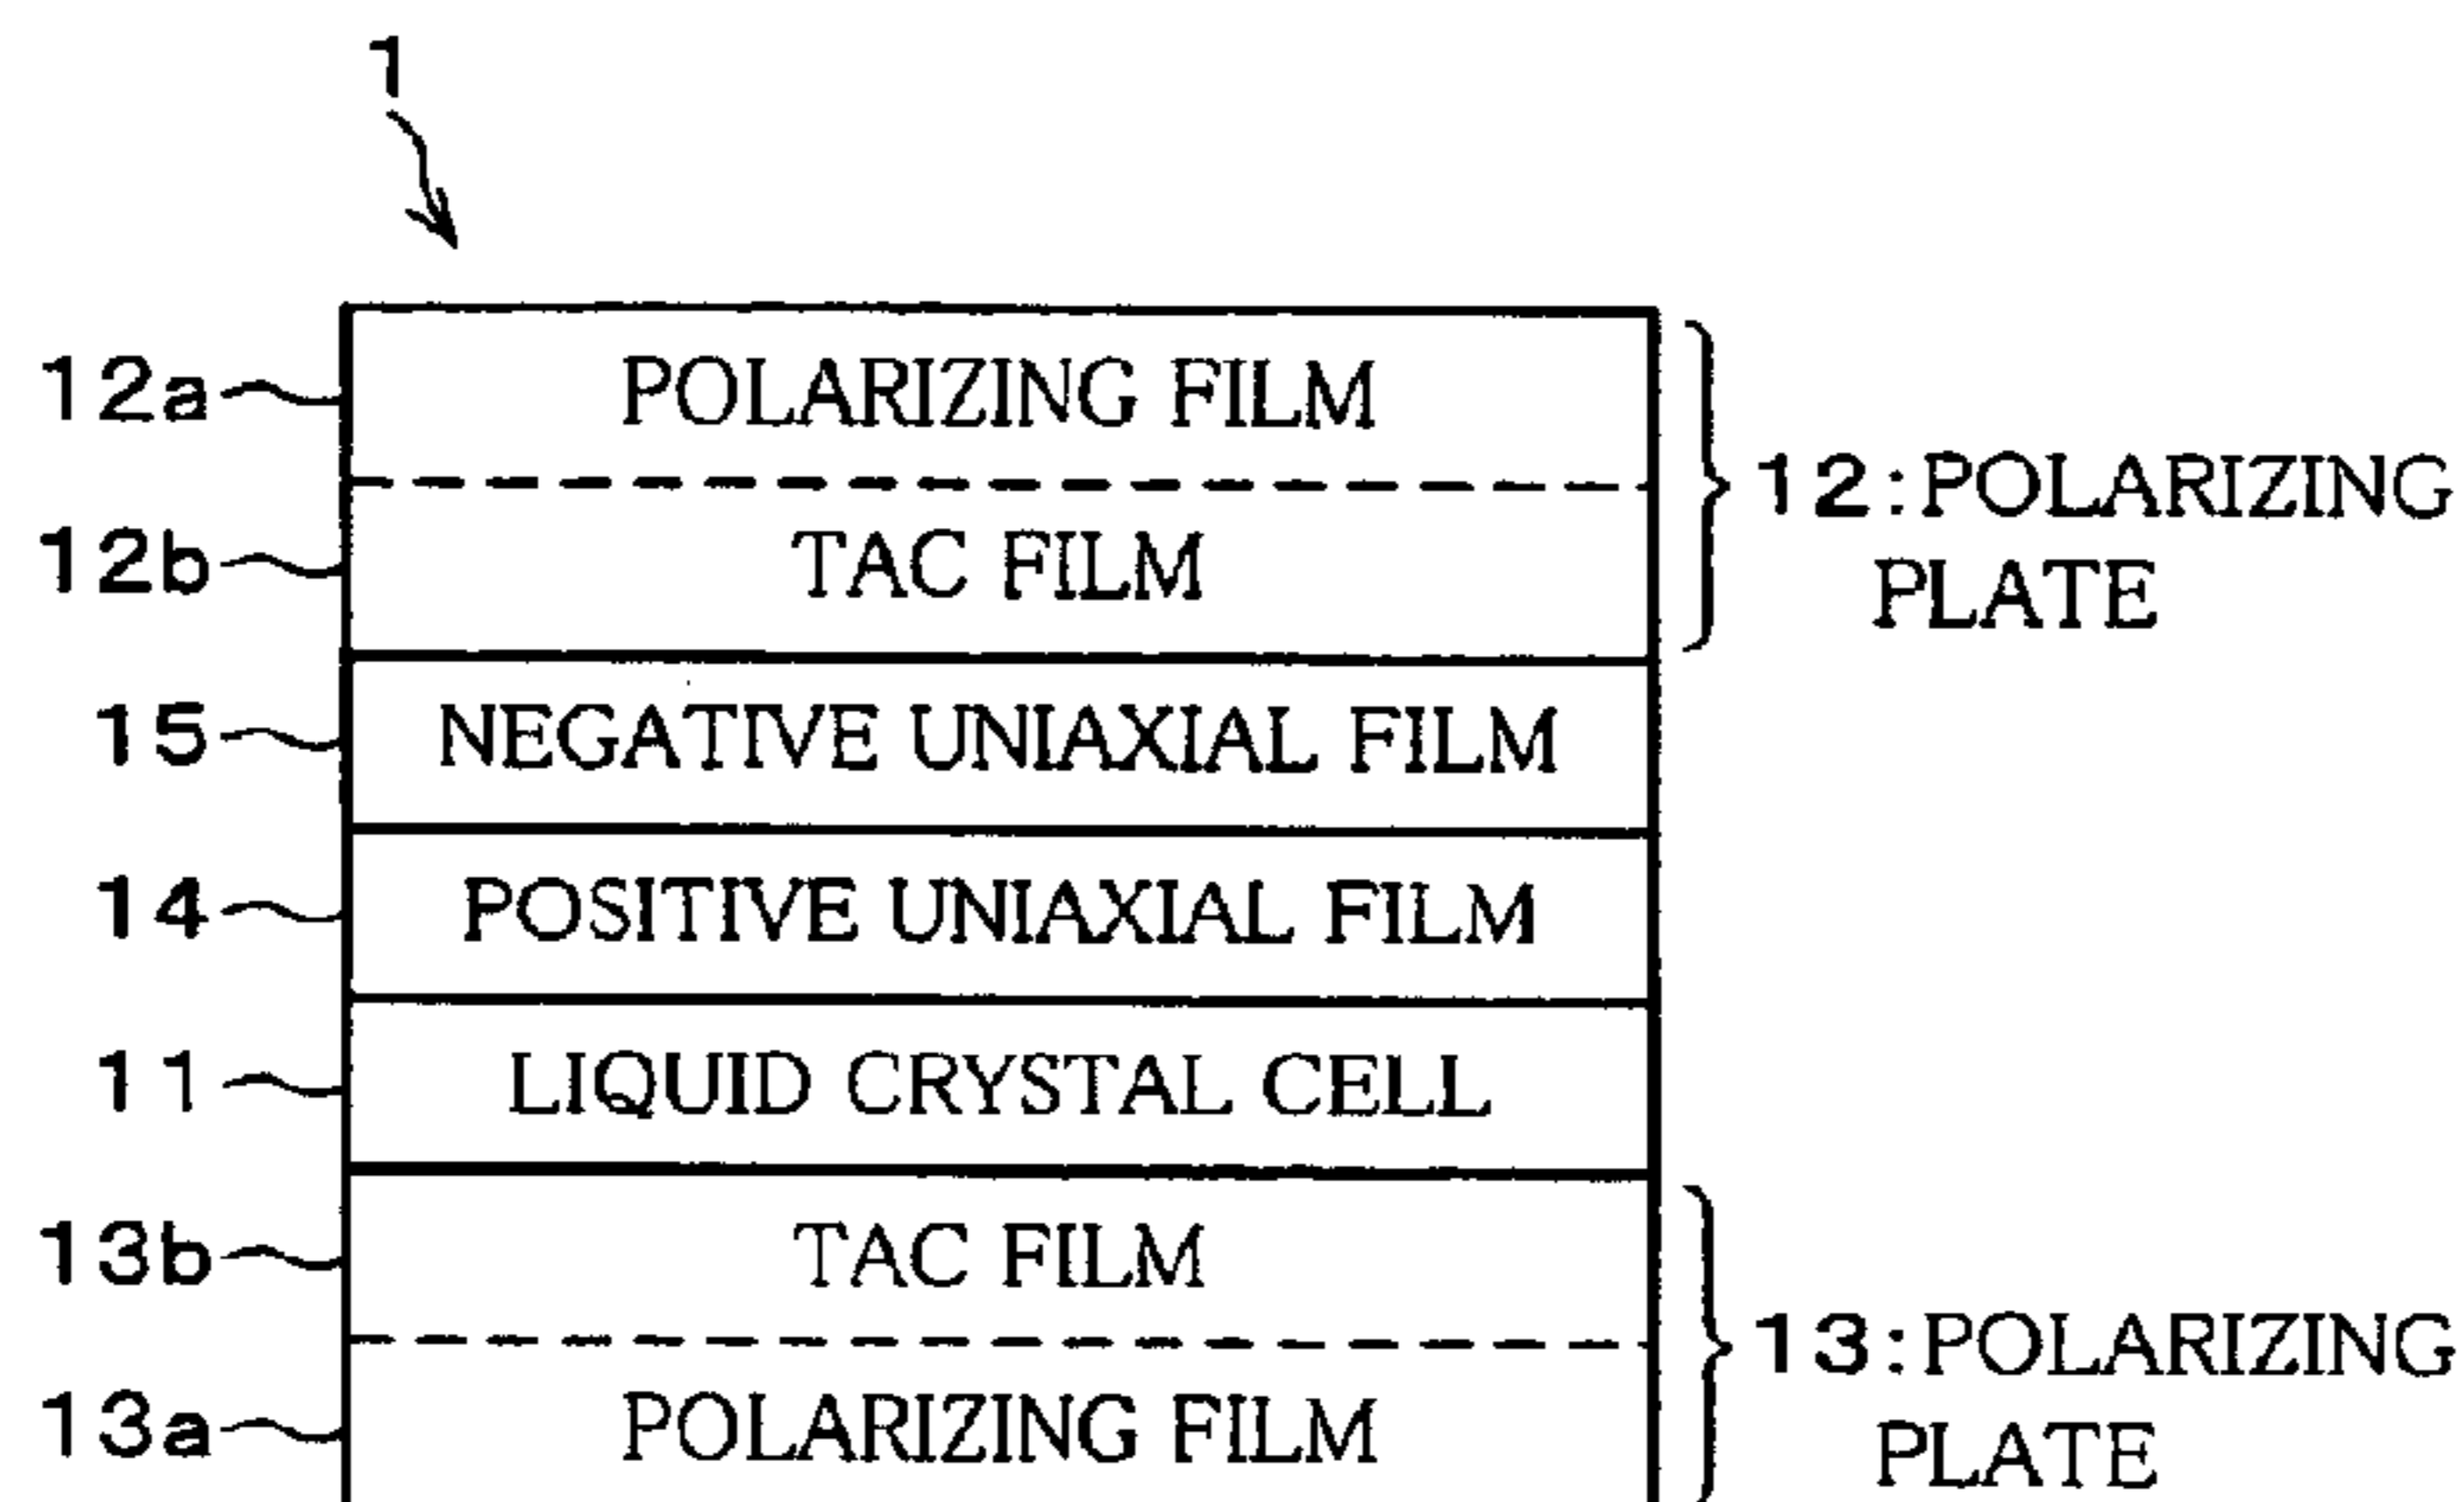 1
12a POLARIZING FILM
12:POLARIZING
PLATE
12b TAC FILM
15 NEGATIVE UNIAXIAL FILM
14 POSITIVE UNIAXIAL FILM
11 LIQUID CRYSTAL CELL
13b TAC FILM
13:POLARIZING
PLATE
13a POLARIZING FILM